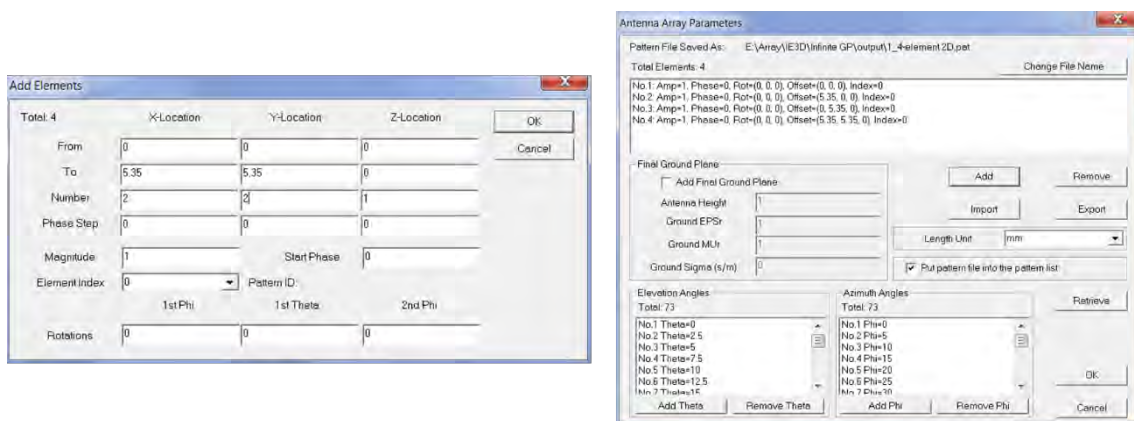 Add Elements
Total: 4 X-Location Y-Location Z-Location OK
From 0 0 0 Cancel
To 5.35 5.35 0
Number 2 2 1
Phase Step 0 0 0
Magnitude 1 Start Phase 0
Element Index 0 Pattern ID:
1st Phi 1st Theta 2nd Phi
Rotations 0 0 0
Antenna Array Parameters
Pattern File Saved As: E:\Array\IE3D\Infinite GP\output\1_4-element 2D.pat
Total Elements: 4 Change File Name
No.1: Amp=1, Phase=0, Rot=(0, 0, 0), Offset=(0, 0, 0), Index=0
No.2: Amp=1, Phase=0, Rot=(0, 0, 0), Offset=(5.35, 0, 0), Index=0
No.3: Amp=1, Phase=0, Rot=(0, 0, 0), Offset=(0, 5.35, 0), Index=0
No.4: Amp=1, Phase=0, Rot=(0, 0, 0), Offset=(5.35, 5.35, 0), Index=0
Final Ground Plane
Add Final Ground Plane Add Remove
Antenna Height 1
Import Export
Ground EPSr 1
Ground MUr 1 Length Unit mm
Ground Sigma (s/m) 0 Put pattern file into the pattern list
Elevation Angles Azimuth Angles Retrieve
Total: 73 Total: 73
No.1 Theta=0 No.1 Phi=0
No.2 Theta=2.5 No.2 Phi=5
No.3 Theta=5 No.3 Phi=10
No.4 Theta=7.5 No.4 Phi=15
No.5 Theta=10 No.5 Phi=20
No.6 Theta=12.5 No.6 Phi=25
No.7 Theta=15 No.7 Phi=30
OK
Add Theta Remove Theta Add Phi Remove Phi Cancel